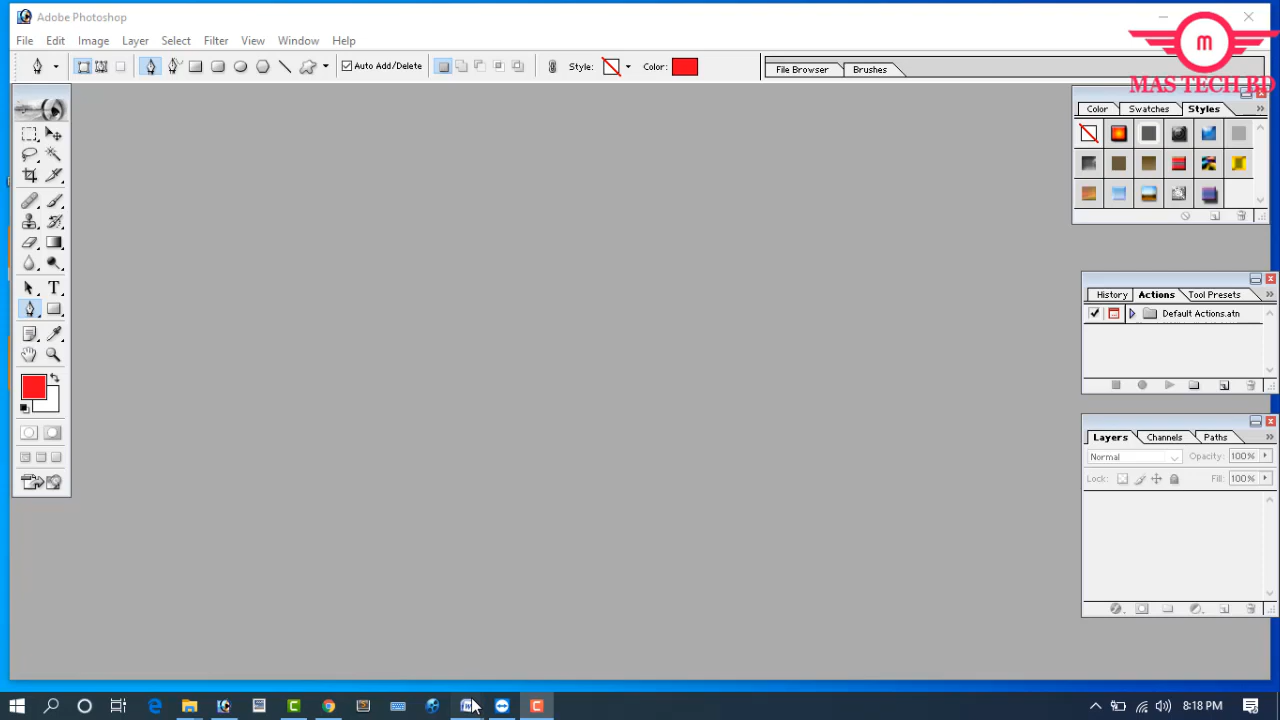 Adobe Photoshop
File Edit Image Layer Select Filter View Window Help
Auto Add/Delete Style: Color: File Browser Brushes
M
MAS TECH BD
Color Swatches Styles
History Actions Tool Presets
Default Actions.atn
Layers Channels Paths
Normal Opacity: 100%
Lock: Fill: 100%
T
8:18 PM